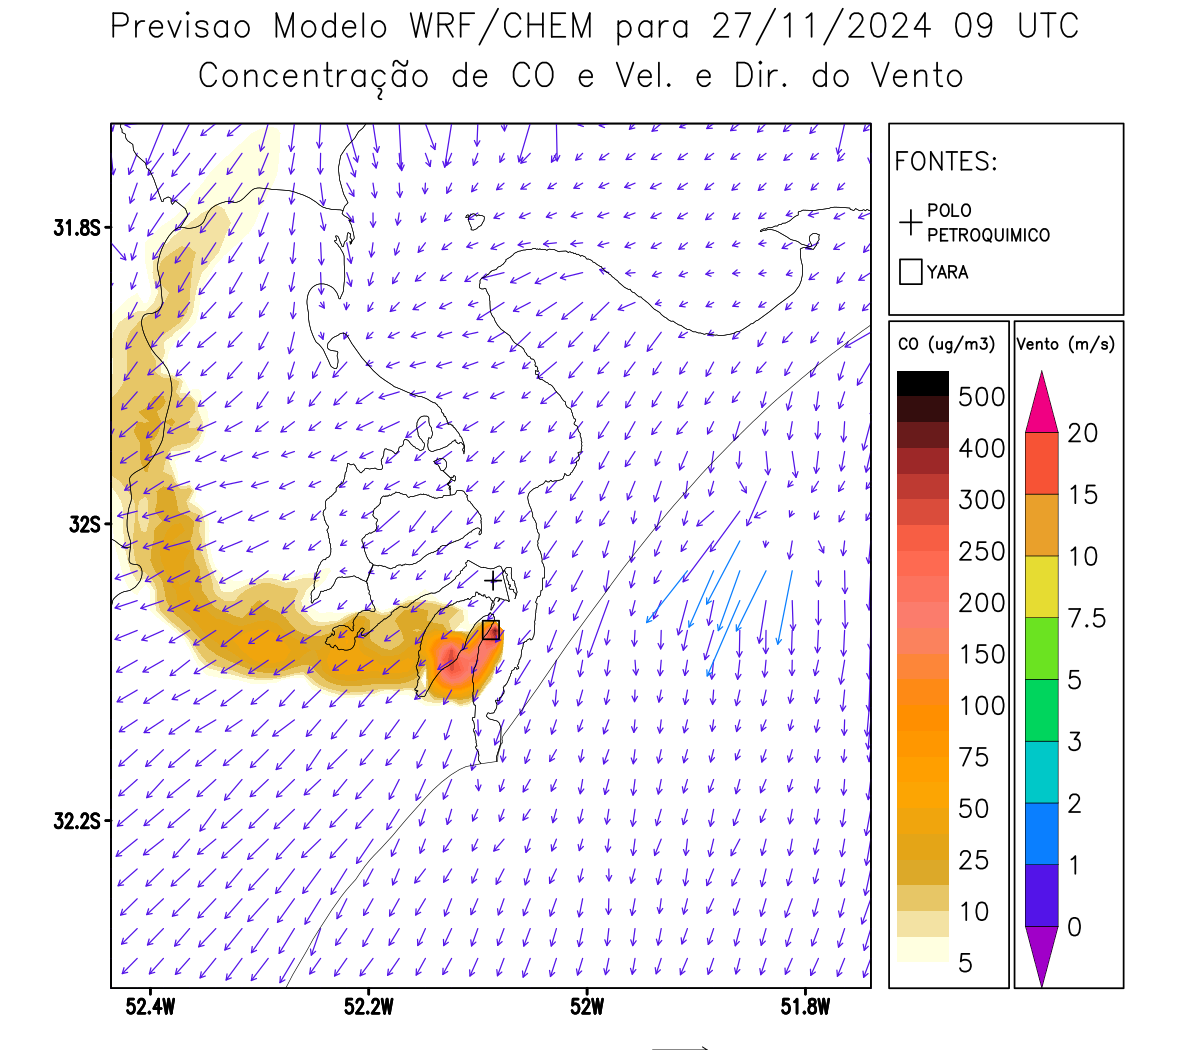 Previsao Modelo WRF/CHEM para 27/11/2024 09 UTC
Concentração de CO e Vel. e Dir. do Vento
FONTES:
POLO
PETROQUIMICO
YARA
31.8S
32S
32.2S
52.4W 52.2W 52W 51.8W
CO (ug/m3)
500
400
300
250
200
150
100
75
50
25
10
5
Vento (m/s)
20
15
10
7.5
5
3
2
1
0